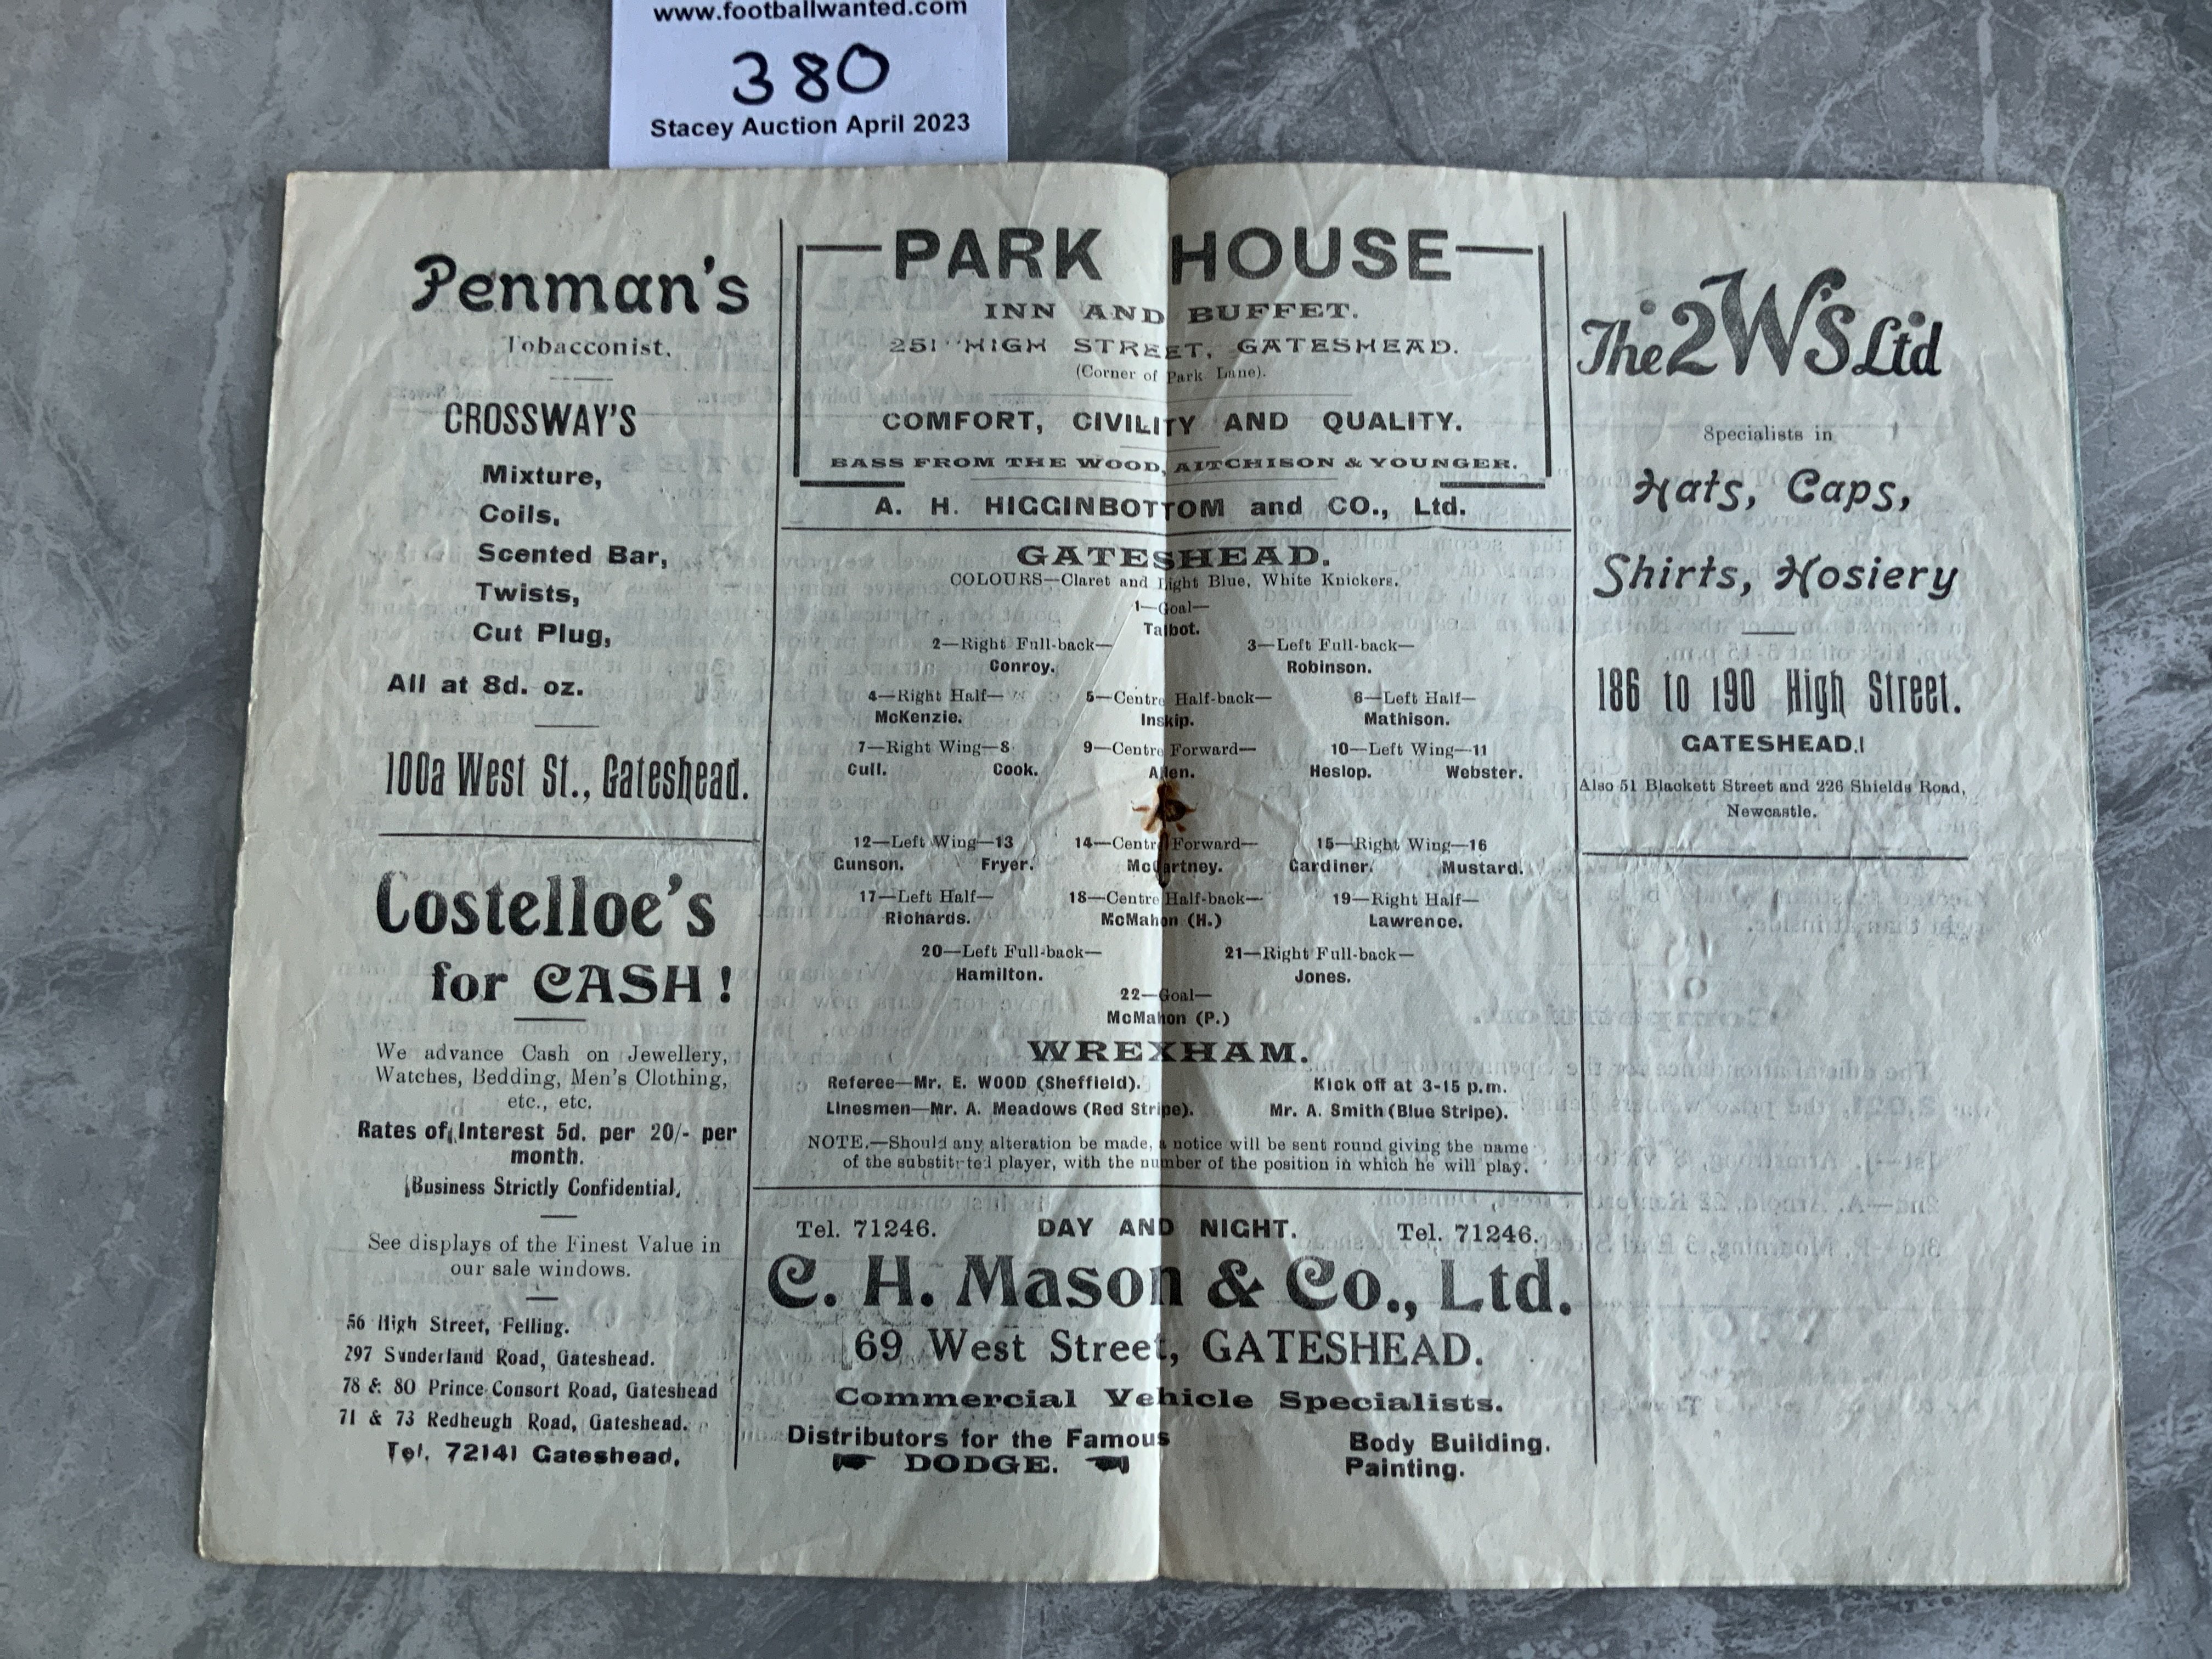 www.footballwanted.com
380
Stacey Auction April 2023
Penman's
Tobacconist.
CROSSWAY'S
Mixture,
Coils,
Scented Bar,
Twists,
Cut Plug,
All at 8d. oz.
100a West St., Gateshead.
Costelloe's
for CASH !
We advance Cash on Jewellery,
Watches, Bedding, Men's Clothing,
etc., etc.
Rates of Interest 5d. per 20/- per
month.
Business Strictly Confidential,
See displays of the Finest Value in
our sale windows.
56 High Street, Felling.
297 Sunderland Road, Gateshead.
78 & 80 Prince Consort Road, Gateshead
71 & 73 Redheugh Road, Gateshead.
Tel. 72141 Gateshead.
PARK HOUSE
INN AND BUFFET.
251 HIGH STREET, GATESHEAD.
(Corner of Park Lane).
COMFORT, CIVILITY AND QUALITY.
BASS FROM THE WOOD, AITCHISON & YOUNGER.
A. H. HIGGINBOTTOM and CO., Ltd.
GATESHEAD.
COLOURS—Claret and Light Blue, White Knickers.
1—Goal—
Talbot.
2—Right Full-back— 3—Left Full-back—
Conroy. Robinson.
4—Right Half— 5—Centre Half-back— 6—Left Half—
McKenzie. Inskip. Mathison.
7—Right Wing—8 9—Centre Forward— 10—Left Wing—11
Cull. Cook. Allen. Heslop. Webster.
12—Left Wing—13 14—Centre Forward— 15—Right Wing—16
Gunson. Fryer. McCartney. Gardiner. Mustard.
17—Left Half— 18—Centre Half-back— 19—Right Half—
Richards. McMahon (H.) Lawrence.
20—Left Full-back— 21—Right Full-back—
Hamilton. Jones.
22—Goal—
McMahon (P.)
WREXHAM.
Referee—Mr. E. WOOD (Sheffield). Kick off at 3-15 p.m.
Linesmen—Mr. A. Meadows (Red Stripe). Mr. A. Smith (Blue Stripe).
NOTE.—Should any alteration be made, a notice will be sent round giving the name
of the substituted player, with the number of the position in which he will play.
Tel. 71246. DAY AND NIGHT. Tel. 71246.
C. H. Mason & Co., Ltd.
69 West Street, GATESHEAD.
Commercial Vehicle Specialists.
Distributors for the Famous Body Building.
DODGE. Painting.
The 2W's Ltd
Specialists in
Hats, Caps,
Shirts, Hosiery
186 to 190 High Street.
GATESHEAD.
Also 51 Blackett Street and 226 Shields Road,
Newcastle.